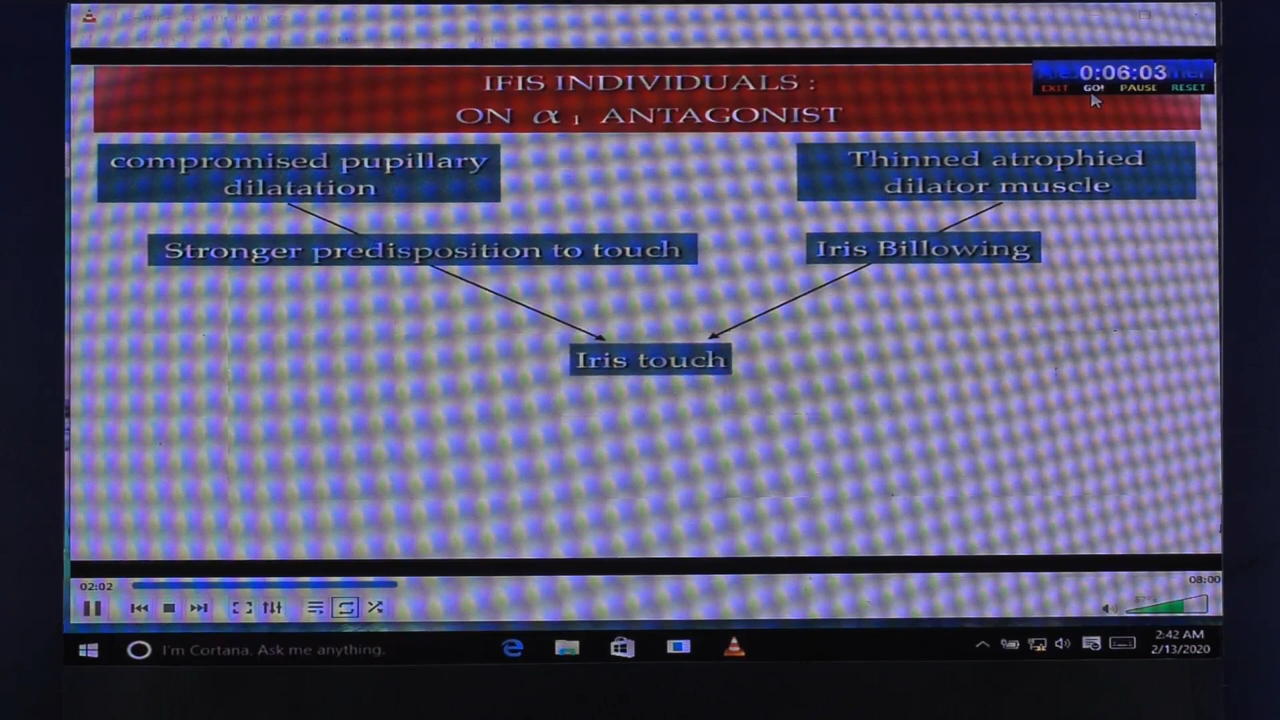 IFIS INDIVIDUALS :
ON α 1 ANTAGONIST
0:06:03
EXIT GO! PAUSE RESET
compromised pupillary
dilatation
Thinned atrophied
dilator muscle
Stronger predisposition to touch
Iris Billowing
Iris touch
02:02
08:00
I'm Cortana. Ask me anything.
2:42 AM
2/13/2020